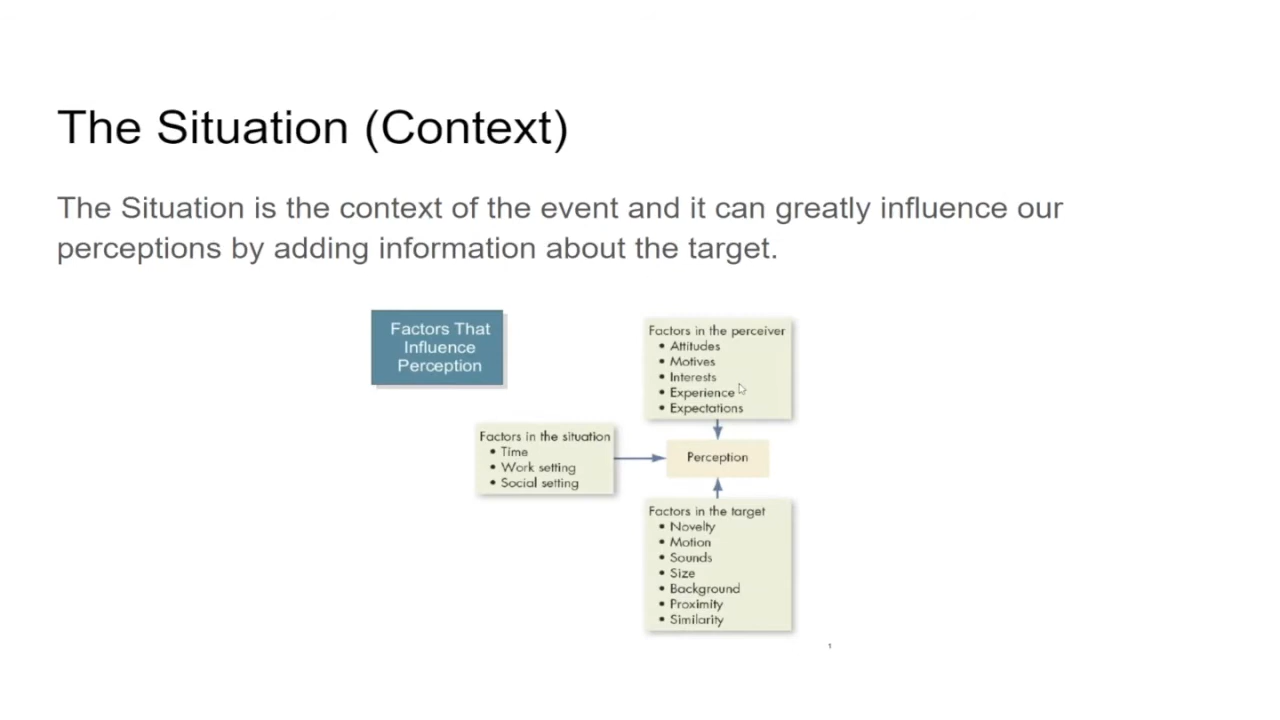 The Situation (Context)
The Situation is the context of the event and it can greatly influence our
perceptions by adding information about the target.
Factors That
Influence
Perception
Factors in the perceiver
• Attitudes
• Motives
• Interests
• Experience
• Expectations
Factors in the situation
• Time
• Work setting
• Social setting
Perception
Factors in the target
• Novelty
• Motion
• Sounds
• Size
• Background
• Proximity
• Similarity
1